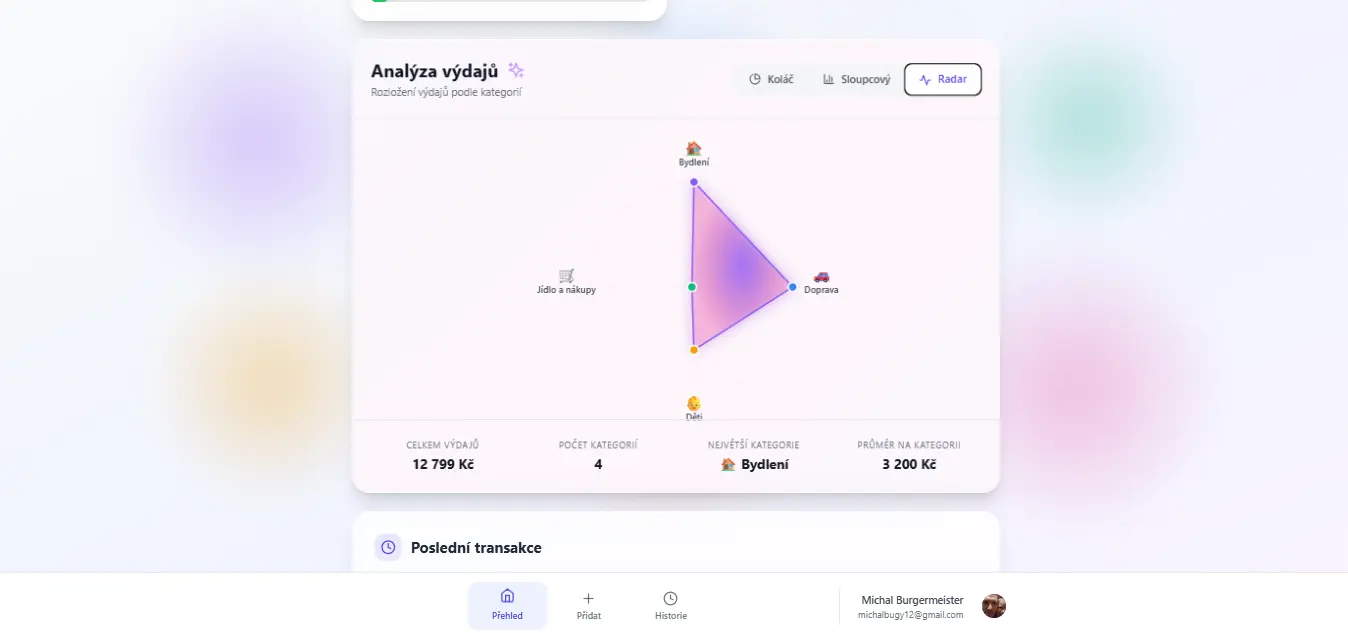 Analýza výdajů
Rozložení výdajů podle kategorií
Koláč
Sloupcový
Radar
Bydlení
Jídlo a nákupy
Doprava
Děti
CELKEM VÝDAJŮ
12 799 Kč
POČET KATEGORIÍ
4
NEJVĚTŠÍ KATEGORIE
Bydlení
PRŮMĚR NA KATEGORII
3 200 Kč
Poslední transakce
Přehled
Přidat
Historie
Michal Burgermeister
michalbugy12@gmail.com